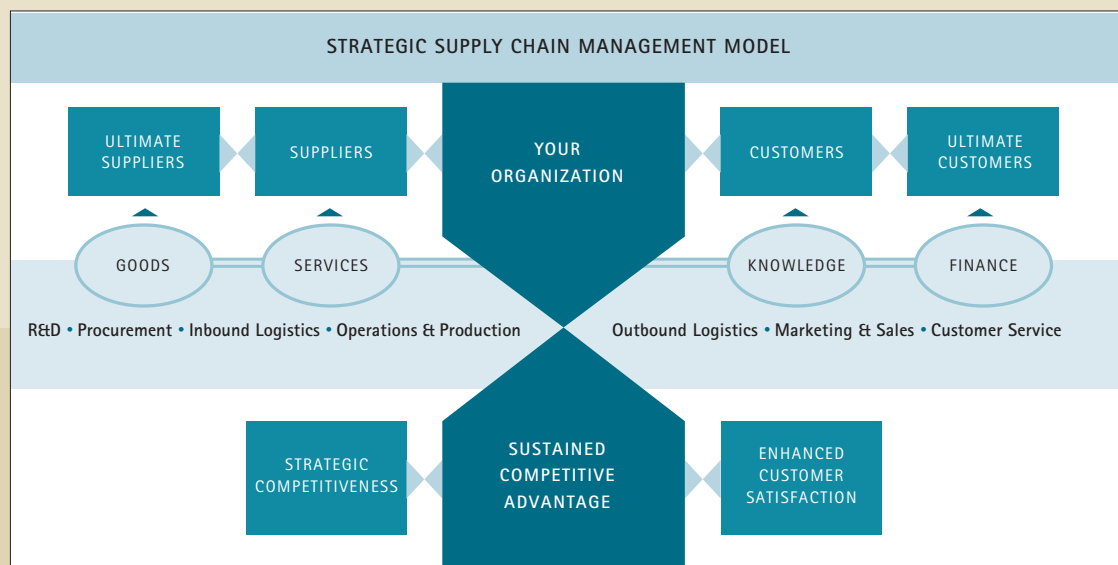 STRATEGIC SUPPLY CHAIN MANAGEMENT MODEL
ULTIMATE
SUPPLIERS
SUPPLIERS
YOUR
ORGANIZATION
CUSTOMERS
ULTIMATE
CUSTOMERS
GOODS
SERVICES
KNOWLEDGE
FINANCE
R&D • Procurement • Inbound Logistics • Operations & Production
Outbound Logistics • Marketing & Sales • Customer Service
STRATEGIC
COMPETITIVENESS
SUSTAINED
COMPETITIVE
ADVANTAGE
ENHANCED
CUSTOMER
SATISFACTION